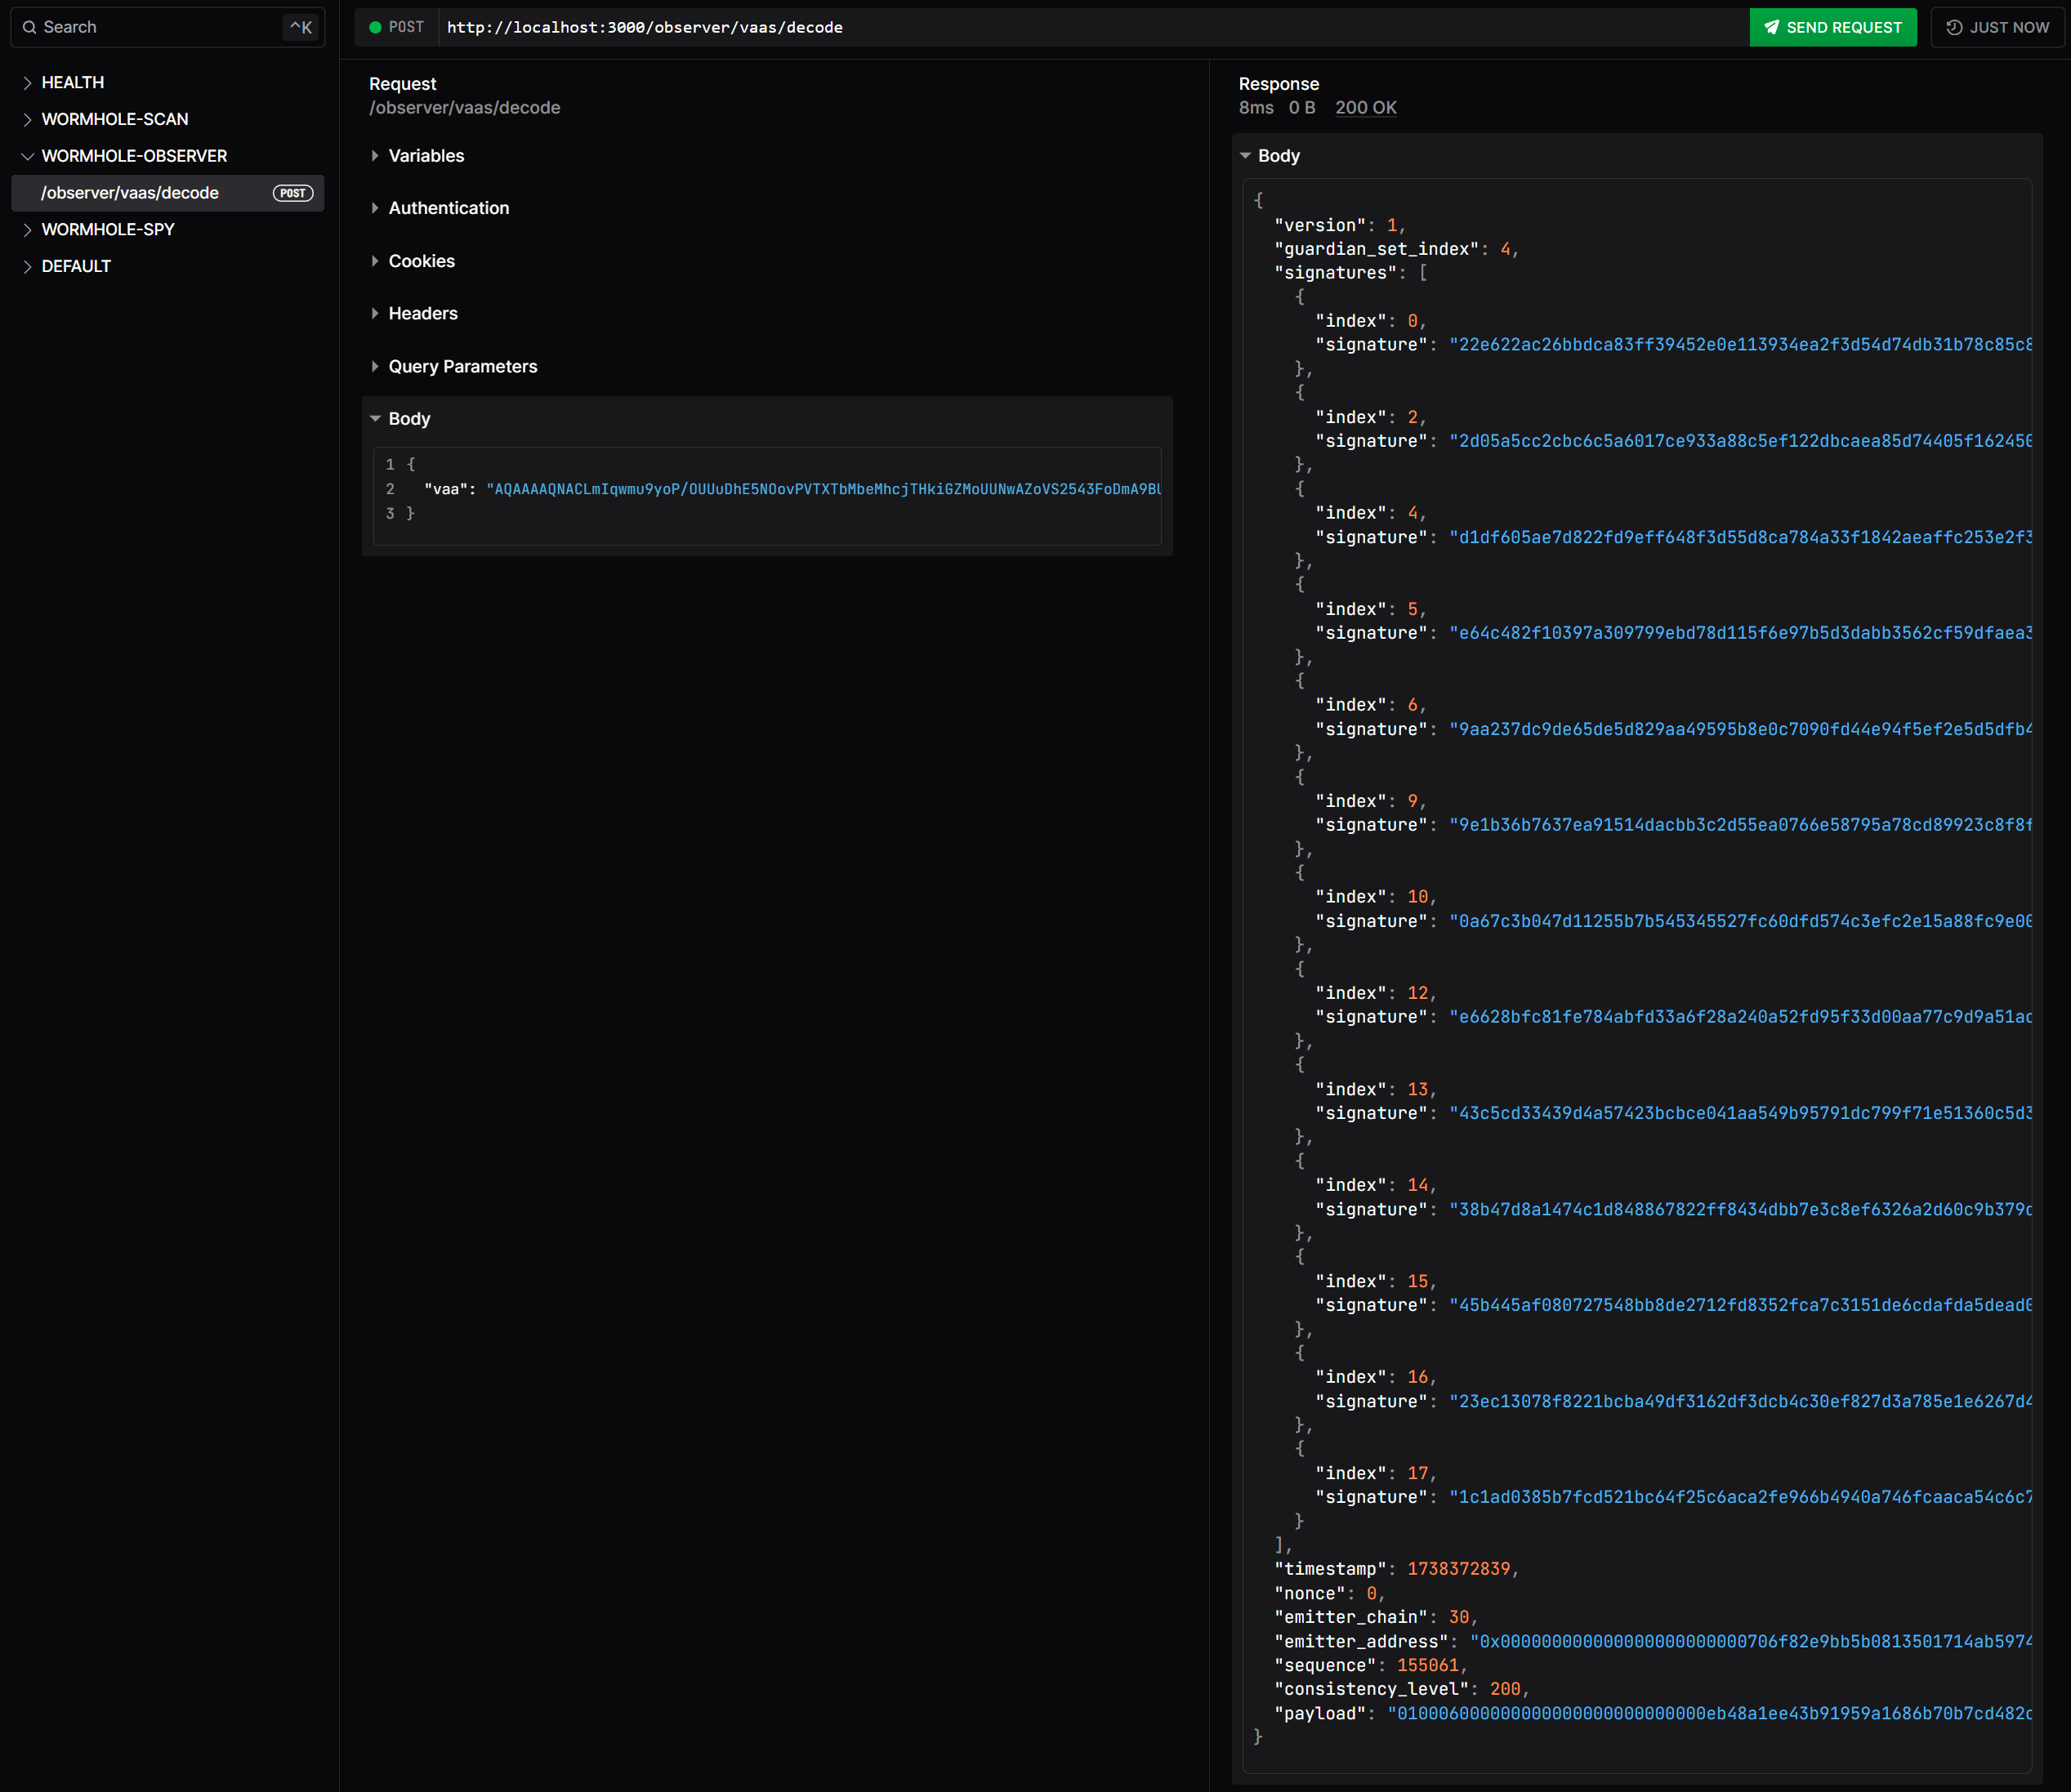 Search ^K
HEALTH
WORMHOLE-SCAN
WORMHOLE-OBSERVER
/observer/vaas/decode POST
WORMHOLE-SPY
DEFAULT
POST http://localhost:3000/observer/vaas/decode SEND REQUEST JUST NOW
Request
/observer/vaas/decode
Variables
Authentication
Cookies
Headers
Query Parameters
Body
1 {
2 "vaa": "AQAAAAQNACLmIqwmu9yoP/OUUuDhE5NOovPVTXTbMbeMhcjTHkiGZMoUUNwAZoVS2543FoDmA9BU
3 }
Response
8ms 0 B 200 OK
Body
{
"version": 1,
"guardian_set_index": 4,
"signatures": [
{
"index": 0,
"signature": "22e622ac26bbdca83ff39452e0e113934ea2f3d54d74db31b78c85c8
},
{
"index": 2,
"signature": "2d05a5cc2cbc6c5a6017ce933a88c5ef122dbcaea85d74405f162450
},
{
"index": 4,
"signature": "d1df605ae7d822fd9eff648f3d55d8ca784a33f1842aeaffc253e2f3
},
{
"index": 5,
"signature": "e64c482f10397a309799ebd78d115f6e97b5d3dabb3562cf59dfaea3
},
{
"index": 6,
"signature": "9aa237dc9de65de5d829aa49595b8e0c7090fd44e94f5ef2e5d5dfb4
},
{
"index": 9,
"signature": "9e1b36b7637ea91514dacbb3c2d55ea0766e58795a78cd89923c8f8f
},
{
"index": 10,
"signature": "0a67c3b047d11255b7b545345527fc60dfd574c3efc2e15a88fc9e00
},
{
"index": 12,
"signature": "e6628bfc81fe784abfd33a6f28a240a52fd95f33d00aa77c9d9a51ac
},
{
"index": 13,
"signature": "43c5cd33439d4a57423bcbce041aa549b95791dc799f71e51360c5d3
},
{
"index": 14,
"signature": "38b47d8a1474c1d848867822ff8434dbb7e3c8ef6326a2d60c9b379c
},
{
"index": 15,
"signature": "45b445af080727548bb8de2712fd8352fca7c3151de6cdafda5dead0
},
{
"index": 16,
"signature": "23ec13078f8221bcba49df3162df3dcb4c30ef827d3a785e1e6267d4
},
{
"index": 17,
"signature": "1c1ad0385b7fcd521bc64f25c6aca2fe966b4940a746fcaaca54c6c7
}
],
"timestamp": 1738372839,
"nonce": 0,
"emitter_chain": 30,
"emitter_address": "0x000000000000000000000000706f82e9bb5b0813501714ab5974
"sequence": 155061,
"consistency_level": 200,
"payload": "010006000000000000000000000000eb48a1ee43b91959a1686b70b7cd482c
}